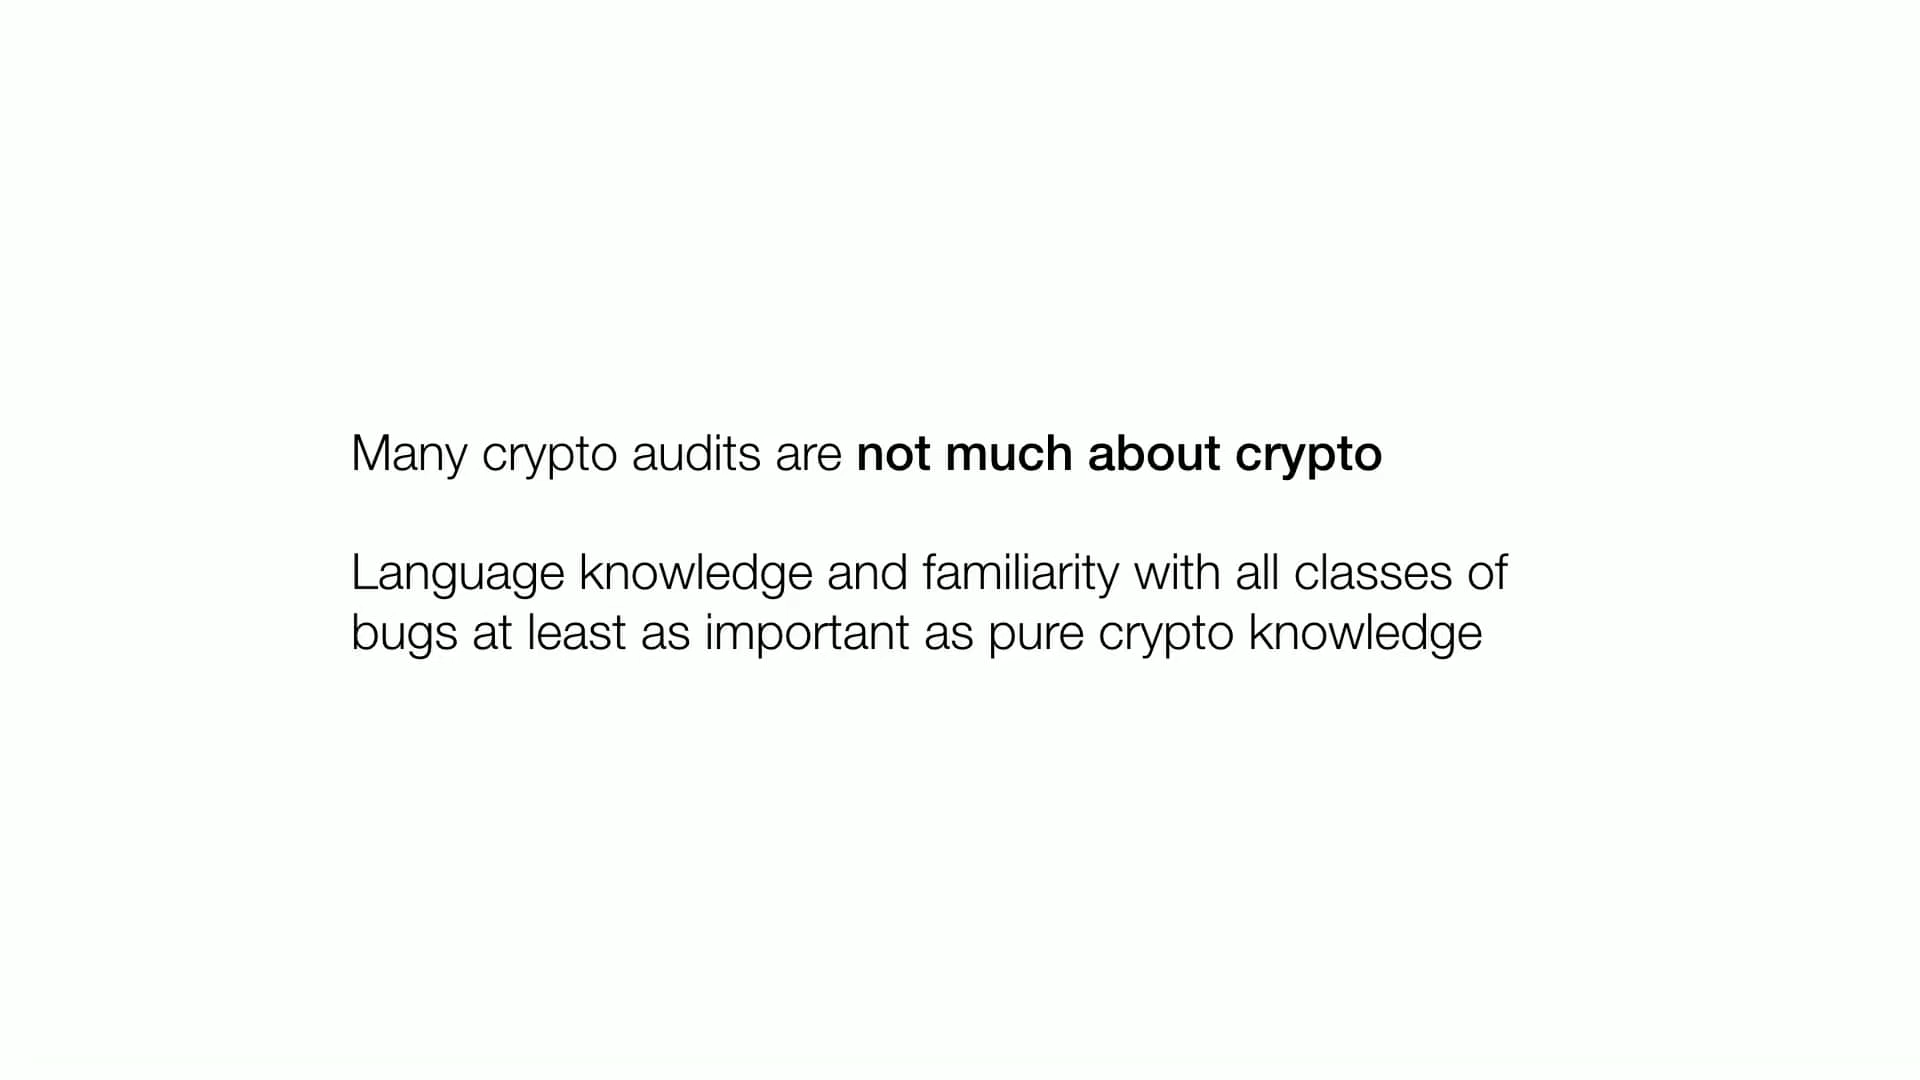 Many crypto audits are not much about crypto
Language knowledge and familiarity with all classes of
bugs at least as important as pure crypto knowledge